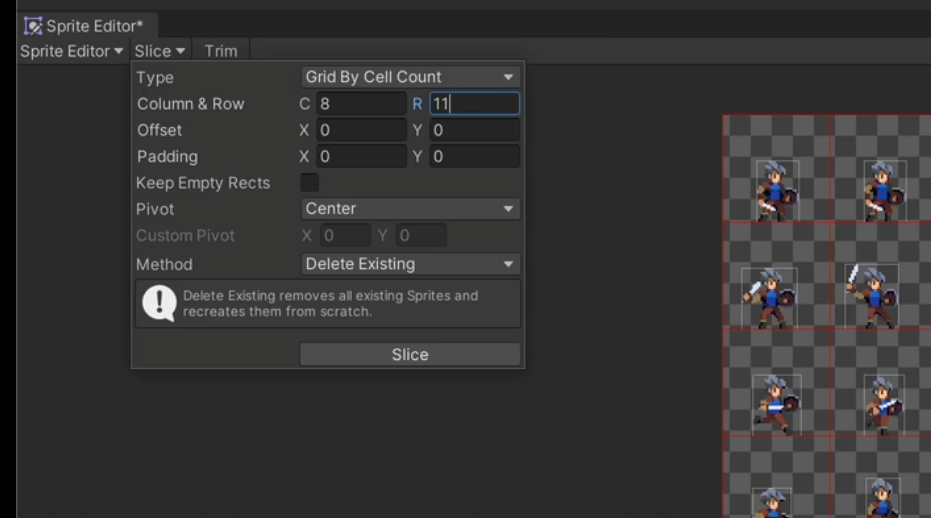 Sprite Editor*
Sprite Editor Slice Trim
Type Grid By Cell Count
Column & Row C 8 R 11
Offset X 0 Y 0
Padding X 0 Y 0
Keep Empty Rects
Pivot Center
Custom Pivot X 0 Y 0
Method Delete Existing
! Delete Existing removes all existing Sprites and
recreates them from scratch.
Slice